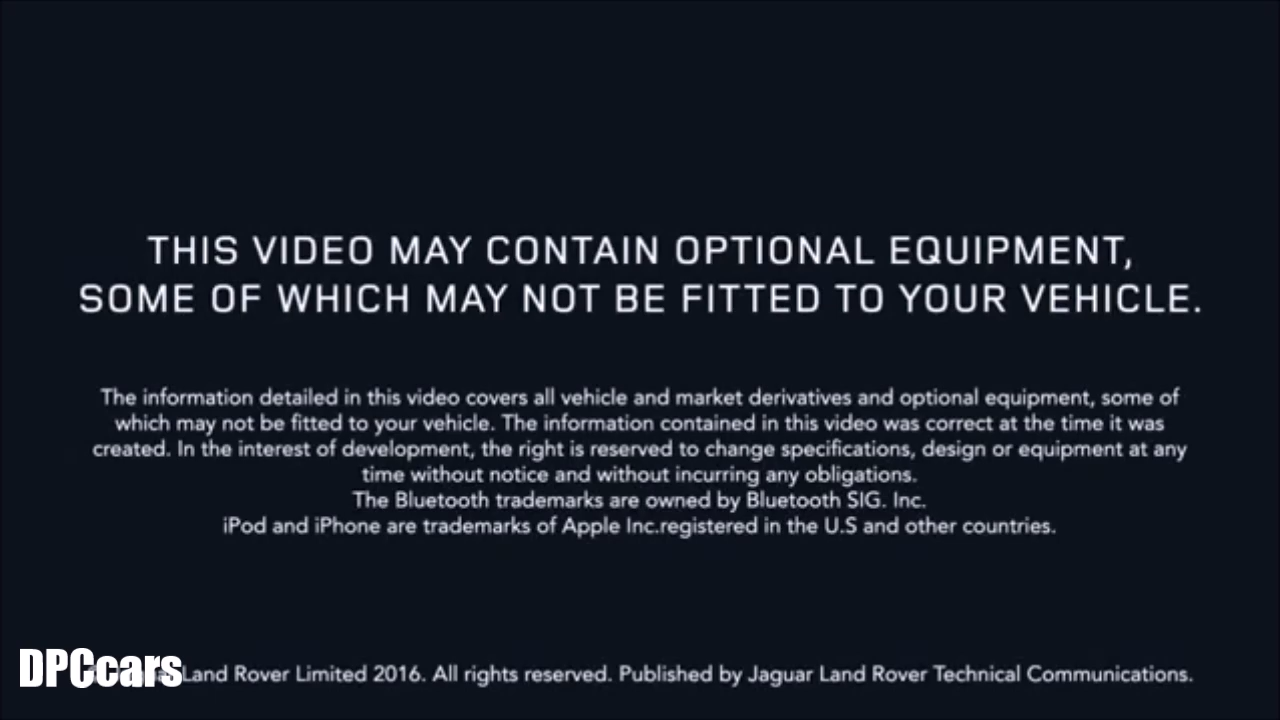 THIS VIDEO MAY CONTAIN OPTIONAL EQUIPMENT,
SOME OF WHICH MAY NOT BE FITTED TO YOUR VEHICLE.
The information detailed in this video covers all vehicle and market derivatives and optional equipment, some of
which may not be fitted to your vehicle. The information contained in this video was correct at the time it was
created. In the interest of development, the right is reserved to change specifications, design or equipment at any
time without notice and without incurring any obligations.
The Bluetooth trademarks are owned by Bluetooth SIG. Inc.
iPod and iPhone are trademarks of Apple Inc.registered in the U.S and other countries.
DPCcars
Land Rover Limited 2016. All rights reserved. Published by Jaguar Land Rover Technical Communications.